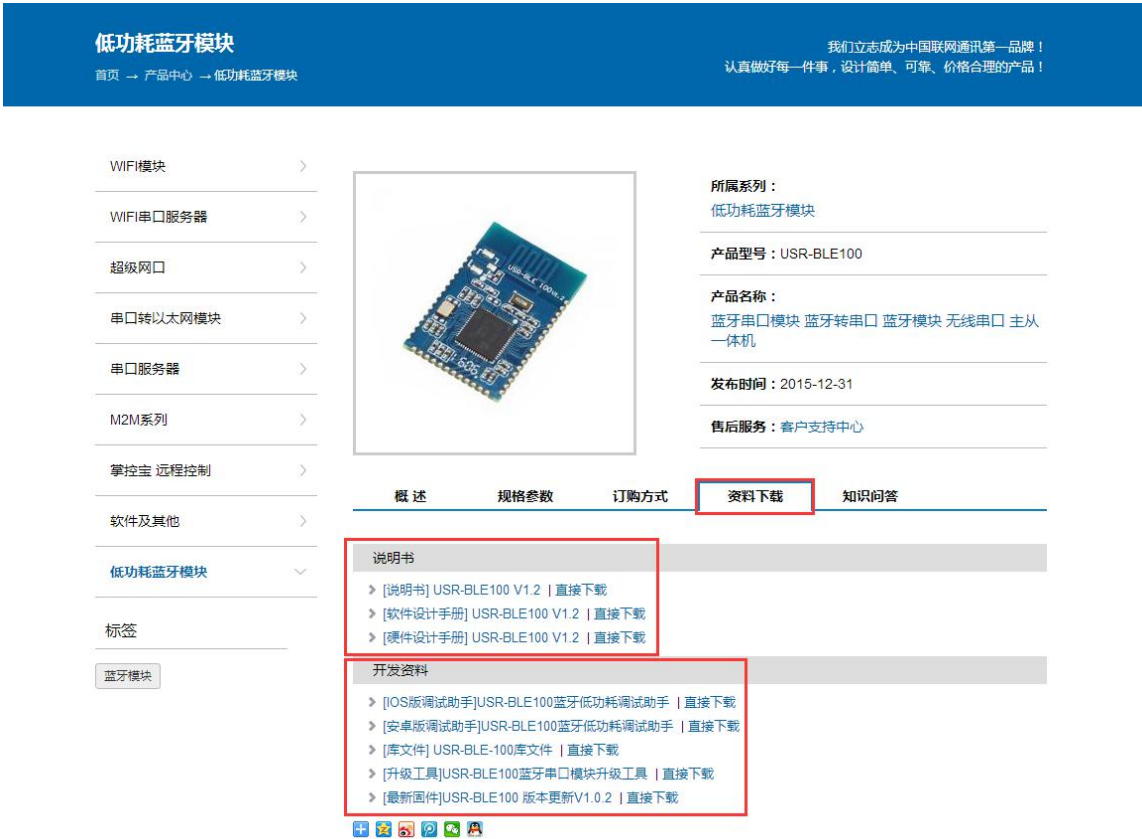 低功耗蓝牙模块
首页 → 产品中心 → 低功耗蓝牙模块
我们立志成为中国联网通讯第一品牌！
认真做好每一件事，设计简单、可靠、价格合理的产品！
WIFI模块
WIFI串口服务器
超级网口
串口转以太网模块
串口服务器
M2M系列
掌控宝 远程控制
软件及其他
低功耗蓝牙模块
标签
蓝牙模块
USR-BLE 100V1.2
1606
所属系列：
低功耗蓝牙模块
产品型号：USR-BLE100
产品名称：
蓝牙串口模块 蓝牙转串口 蓝牙模块 无线串口 主从
一体机
发布时间：2015-12-31
售后服务：客户支持中心
概 述 规格参数 订购方式 资料下载 知识问答
说明书
[说明书] USR-BLE100 V1.2 | 直接下载
[软件设计手册] USR-BLE100 V1.2 | 直接下载
[硬件设计手册] USR-BLE100 V1.2 | 直接下载
开发资料
[IOS版调试助手]USR-BLE100蓝牙低功耗调试助手 | 直接下载
[安卓版调试助手]USR-BLE100蓝牙低功耗调试助手 | 直接下载
[库文件] USR-BLE-100库文件 | 直接下载
[升级工具]USR-BLE100蓝牙串口模块升级工具 | 直接下载
[最新固件]USR-BLE100 版本更新V1.0.2 | 直接下载